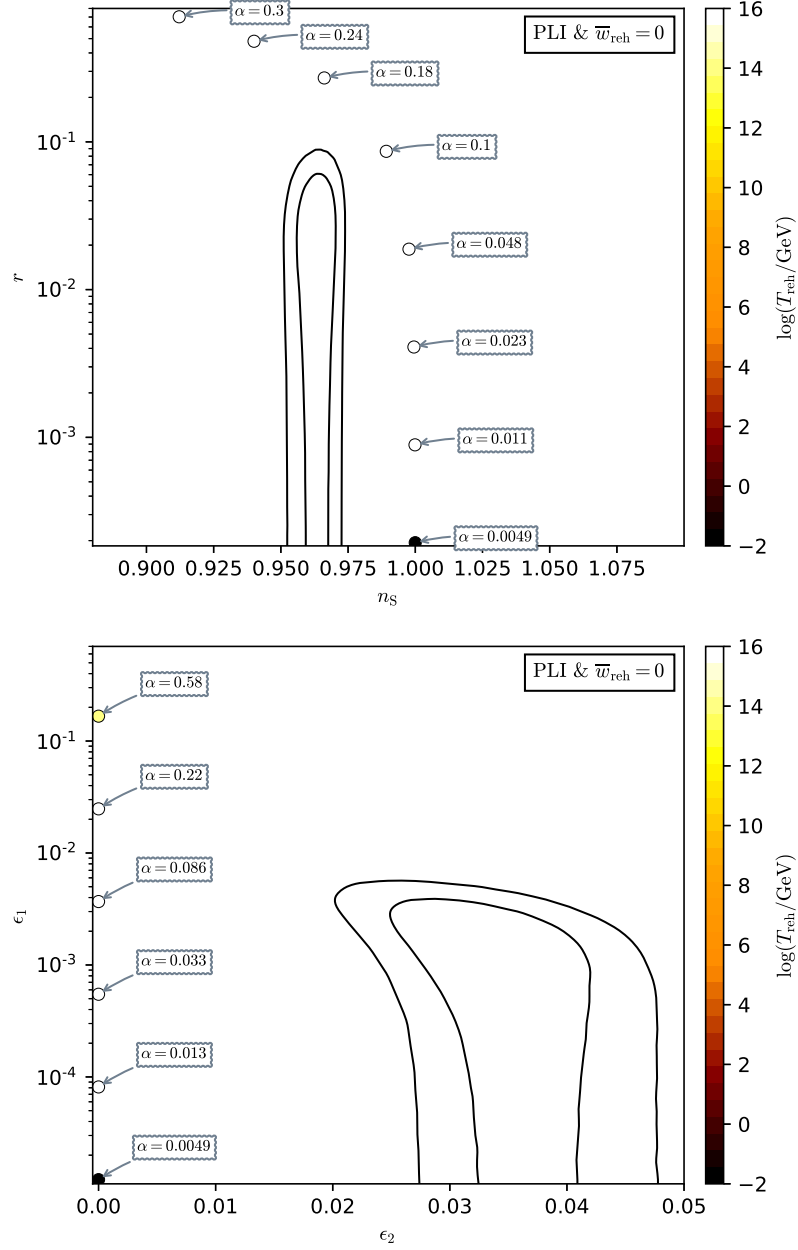 PLI & w̅reh = 0
α = 0.3
α = 0.24
α = 0.18
α = 0.1
α = 0.048
α = 0.023
α = 0.011
α = 0.0049
10⁻¹
10⁻²
10⁻³
r
0.900 0.925 0.950 0.975 1.000 1.025 1.050 1.075
nS
16
14
12
10
8
6
4
2
0
−2
log(Treh/GeV)
PLI & w̅reh = 0
α = 0.58
α = 0.22
α = 0.086
α = 0.033
α = 0.013
α = 0.0049
10⁻¹
10⁻²
10⁻³
10⁻⁴
ϵ1
0.00 0.01 0.02 0.03 0.04 0.05
ϵ2
16
14
12
10
8
6
4
2
0
−2
log(Treh/GeV)